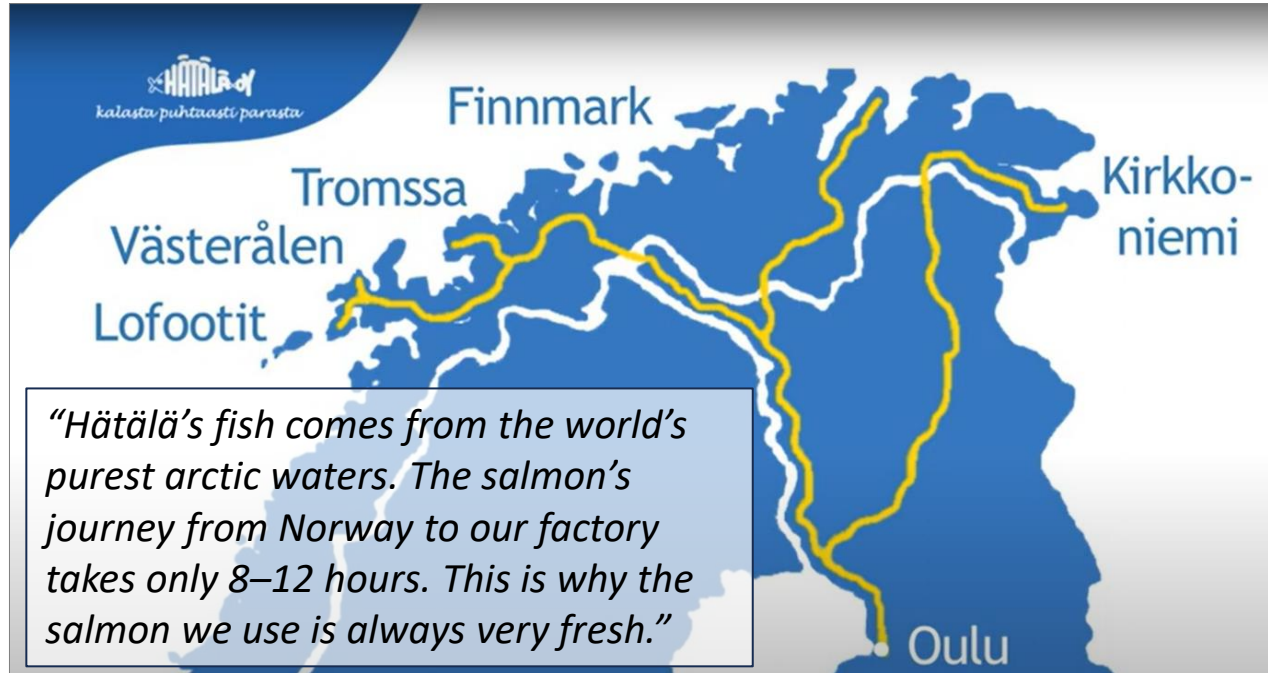 HÄTÄLÄ OY
kalasta puhtaasti parasta
Finnmark
Tromssa
Västerålen
Lofootit
Kirkko-
niemi
“Hätälä’s fish comes from the world’s
purest arctic waters. The salmon’s
journey from Norway to our factory
takes only 8–12 hours. This is why the
salmon we use is always very fresh.”
Oulu